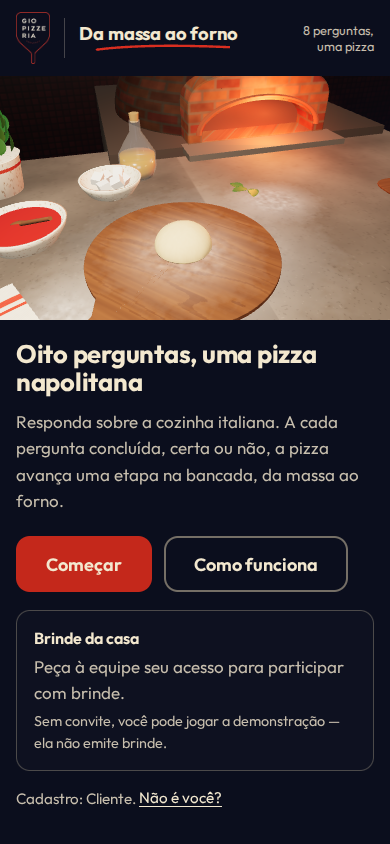 GIO
PIZZE
RIA
Da massa ao forno
8 perguntas,
uma pizza
Oito perguntas, uma pizza
napolitana
Responda sobre a cozinha italiana. A cada
pergunta concluída, certa ou não, a pizza
avança uma etapa na bancada, da massa ao
forno.
Começar
Como funciona
Brinde da casa
Peça à equipe seu acesso para participar
com brinde.
Sem convite, você pode jogar a demonstração —
ela não emite brinde.
Cadastro: Cliente. Não é você?